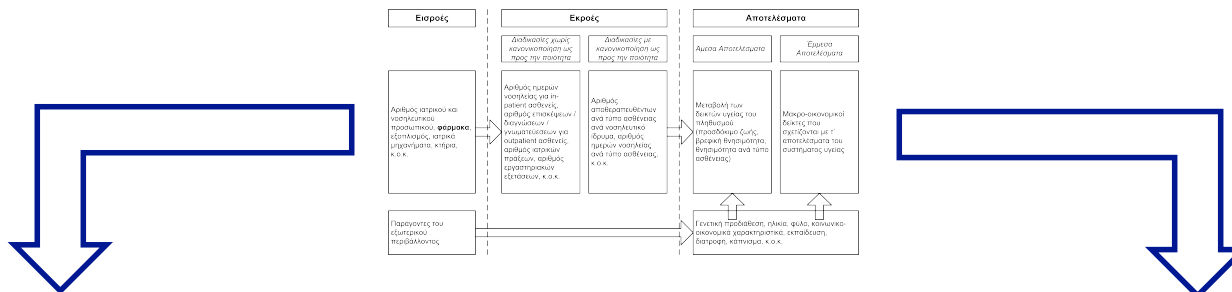 Εισροές
Εκροές
Αποτελέσματα
Διαδικασίες χωρίς
κανονικοποίηση ως
προς την ποιότητα
Διαδικασίες με
κανονικοποίηση ως
προς την ποιότητα
Άμεσα Αποτελέσματα
Έμμεσα
Αποτελέσματα
Αριθμός ιατρικού και
νοσηλευτικού
προσωπικού, φάρμακα,
εξοπλισμός, ιατρικά
μηχανήματα, κτήρια,
κ.ο.κ.
Αριθμός ημερών
νοσηλείας για in-
patient ασθενείς,
αριθμός επισκέψεων /
διαγνώσεων /
γνωματεύσεων για
outpatient ασθενείς,
αριθμός ιατρικών
πράξεων, αριθμός
εργαστηριακών
εξετάσεων, κ.ο.κ.
Αριθμός
αποθεραπευθέντων
ανά τύπο ασθένειας
ανά νοσηλευτικό
ίδρυμα, αριθμός
ημερών νοσηλείας
ανά τύπο ασθένειας,
κ.ο.κ.
Μεταβολή των
δεικτών υγείας του
πληθυσμού
(προσδόκιμο ζωής,
βρεφική θνησιμότητα,
θνησιμότητα ανά τύπο
ασθένειας)
Μακρο-οικονομικοί
δείκτες που
σχετίζονται με τ΄
αποτελέσματα του
συστήματος υγείας
Παράγοντες του
εξωτερικού
περιβάλλοντος
Γενετική προδιάθεση, ηλικία, φύλο, κοινωνικο-
οικονομικά χαρακτηριστικά, εκπαίδευση,
διατροφή, κάπνισμα, κ.ο.κ.